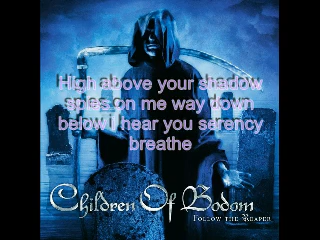 High above your shadow
spies on me way down
below I hear you serency
breathe
Children Of Bodom
Follow the Reaper